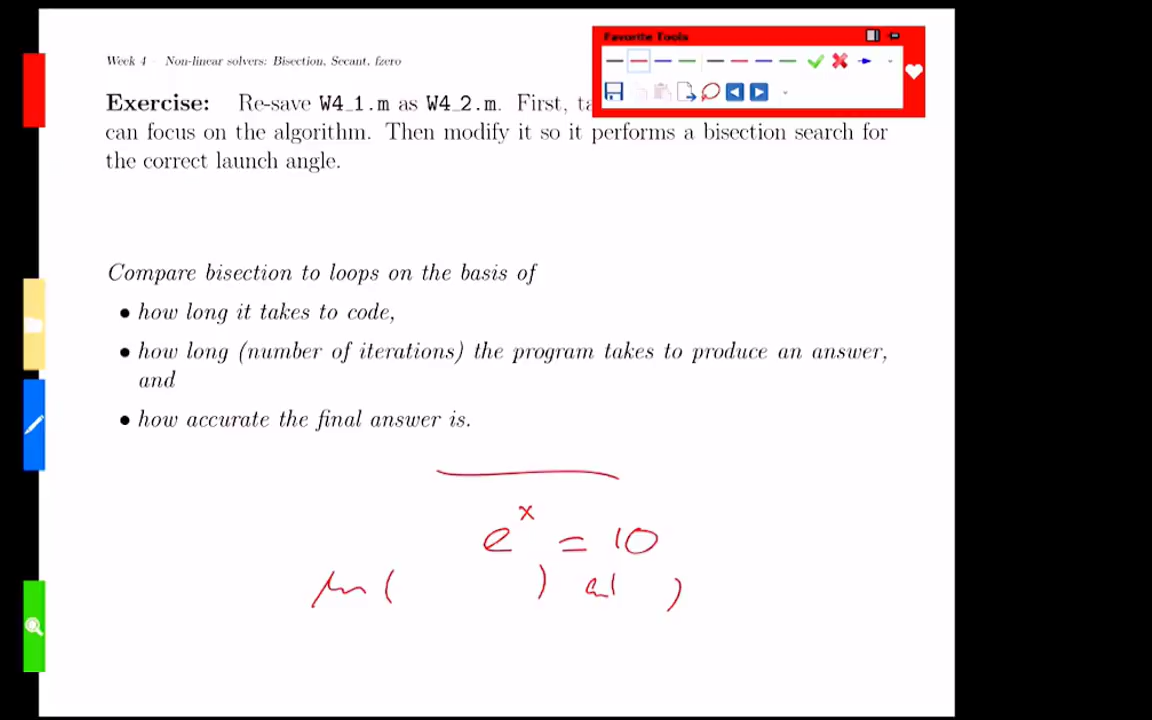 Favorite Tools
Week 4 Non-linear solvers: Bisection, Secant, fzero
Exercise: Re-save W4_1.m as W4_2.m. First,
can focus on the algorithm. Then modify it so it performs a bisection search for
the correct launch angle.
Compare bisection to loops on the basis of
• how long it takes to code,
• how long (number of iterations) the program takes to produce an answer,
and
• how accurate the final answer is.
e^x = 10
ln( ) ( )